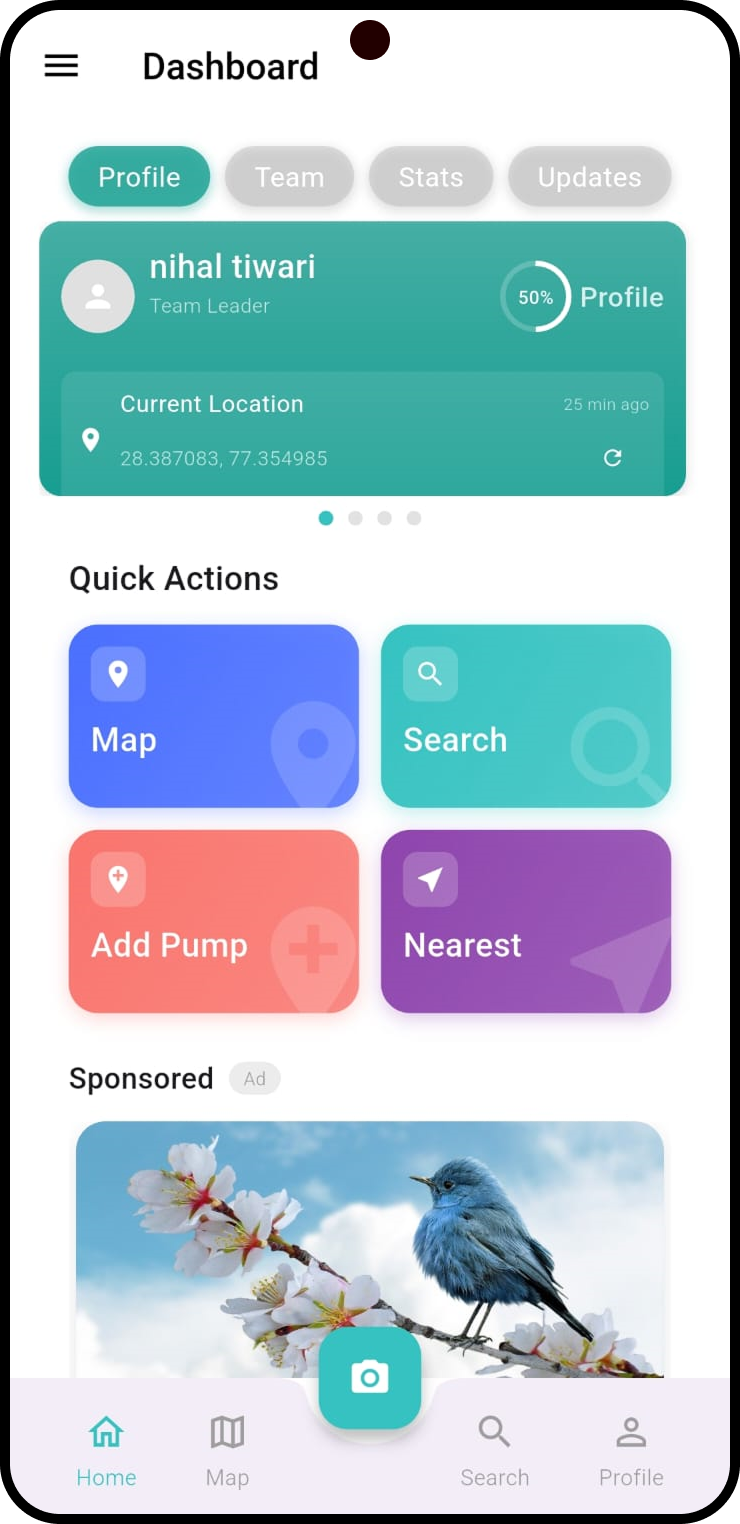 Dashboard
Profile Team Stats Updates
nihal tiwari
Team Leader
50% Profile
Current Location
25 min ago
28.387083, 77.354985
Quick Actions
Map
Search
Add Pump
Nearest
Sponsored Ad
Home Map Search Profile